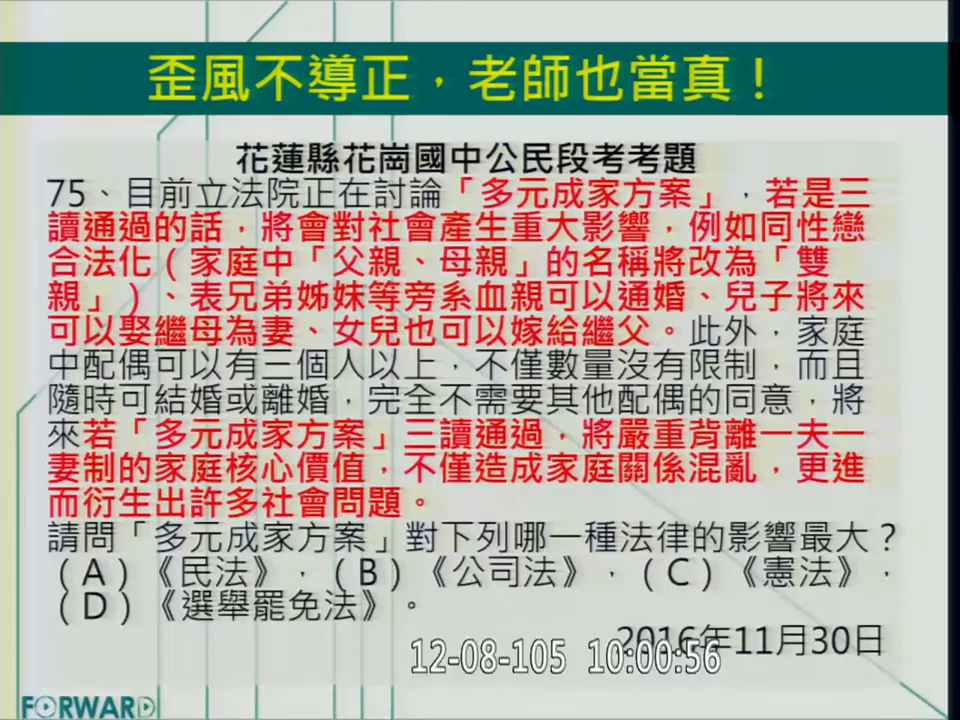 歪風不導正，老師也當真！
花蓮縣花崗國中公民段考考題
75、目前立法院正在討論「多元成家方案」，若是三
讀通過的話，將會對社會產生重大影響，例如同性戀
合法化（家庭中「父親、母親」的名稱將改為「雙
親」）、表兄弟姊妹等旁系血親可以通婚、兒子將來
可以娶繼母為妻、女兒也可以嫁給繼父。此外，家庭
中配偶可以有三個人以上，不僅數量沒有限制，而且
隨時可結婚或離婚，完全不需要其他配偶的同意，將
來若「多元成家方案」三讀通過，將嚴重背離一夫一
妻制的家庭核心價值，不僅造成家庭關係混亂，更進
而衍生出許多社會問題。
請問「多元成家方案」對下列哪一種法律的影響最大？
（A）《民法》，（B）《公司法》，（C）《憲法》，
（D）《選舉罷免法》。
2016年11月30日
12-08-105 10:00:56
FORWARD